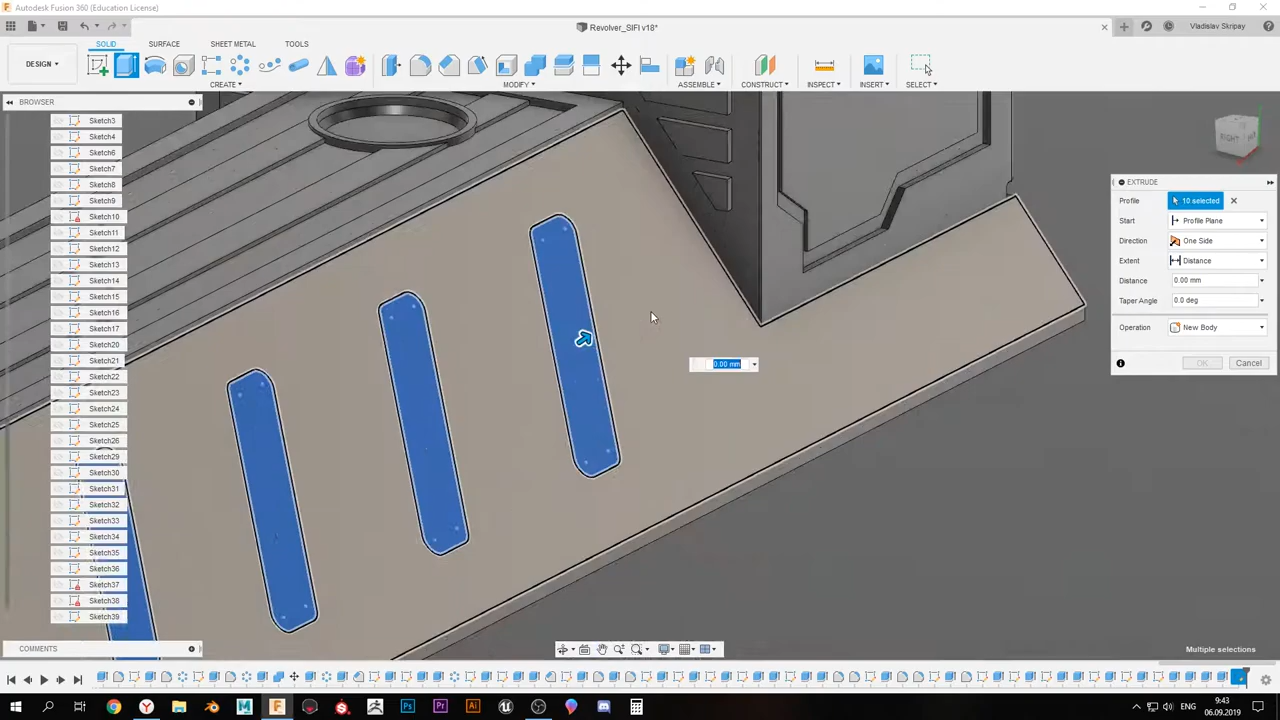 Autodesk Fusion 360 (Education License)
Revolver_SIFI v18*
Vladislav Skripay
SOLID SURFACE SHEET METAL TOOLS
DESIGN
CREATE MODIFY ASSEMBLE CONSTRUCT INSPECT INSERT SELECT
BROWSER
Sketch3
Sketch4
Sketch6
Sketch7
Sketch8
Sketch9
Sketch10
Sketch11
Sketch12
Sketch13
Sketch14
Sketch15
Sketch16
Sketch17
Sketch20
Sketch21
Sketch22
Sketch23
Sketch24
Sketch25
Sketch26
Sketch29
Sketch30
Sketch31
Sketch32
Sketch33
Sketch34
Sketch35
Sketch36
Sketch37
Sketch38
Sketch39
COMMENTS
RIGHT
0.00 mm
EXTRUDE
Profile 10 selected
Start Profile Plane
Direction One Side
Extent Distance
Distance 0.00 mm
Taper Angle 0.0 deg
Operation New Body
OK Cancel
Multiple selections
9:43
06.09.2019